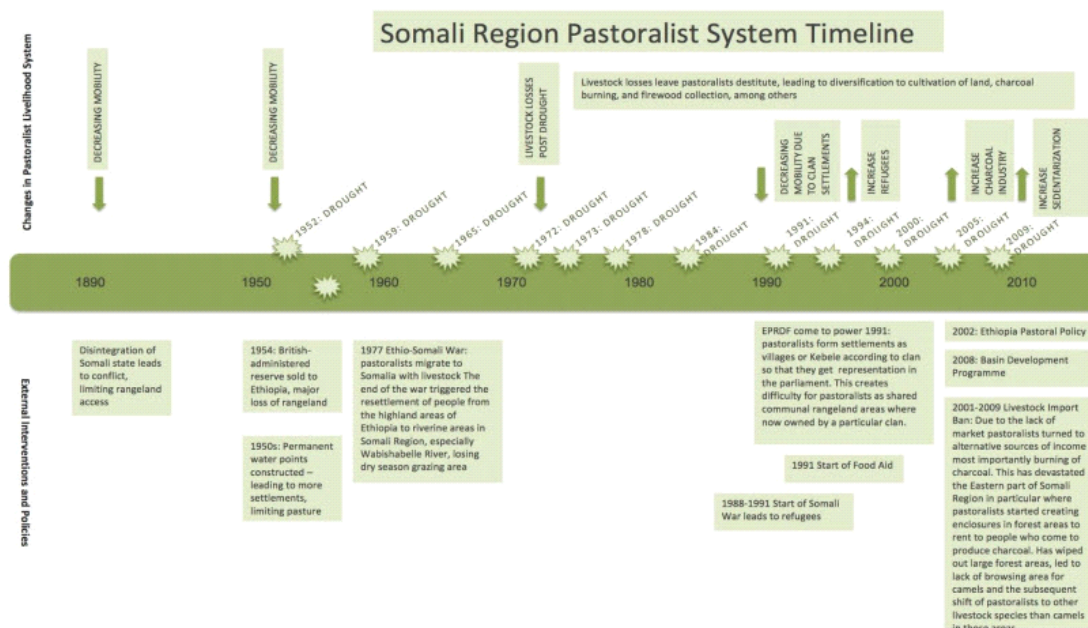 Somali Region Pastoralist System Timeline
Changes in Pastoralist Livelihood System
DECREASING MOBILITY
DECREASING MOBILITY
LIVESTOCK LOSSES
POST DROUGHT
Livestock losses leave pastoralists destitute, leading to diversification to cultivation of land, charcoal
burning, and firewood collection, among others
DECREASING
MOBILITY DUE
TO CLAN
SETTLEMENTS
INCREASE
REFUGEES
INCREASE
CHARCOAL
INDUSTRY
INCREASE
SEDENTARIZATION
1952: DROUGHT
1959: DROUGHT
1965: DROUGHT
1972: DROUGHT
1973: DROUGHT
1978: DROUGHT
1984: DROUGHT
1991: DROUGHT
1994: DROUGHT
2000: DROUGHT
2005: DROUGHT
2009: DROUGHT
1890
1950
1960
1970
1980
1990
2000
2010
External Interventions and Policies
Disintegration of
Somali state leads
to conflict,
limiting rangeland
access
1954: British-
administered
reserve sold to
Ethiopia, major
loss of rangeland
1950s: Permanent
water points
constructed –
leading to more
settlements,
limiting pasture
1977 Ethio-Somali War:
pastoralists migrate to
Somalia with livestock The
end of the war triggered the
resettlement of people from
the highland areas of
Ethiopia to riverine areas in
Somali Region, especially
Wabishabelle River, losing
dry season grazing area
EPRDF come to power 1991:
pastoralists form settlements as
villages or Kebele according to clan
so that they get representation in
the parliament. This creates
difficulty for pastoralists as shared
communal rangeland areas where
now owned by a particular clan.
1991 Start of Food Aid
1988-1991 Start of Somali
War leads to refugees
2002: Ethiopia Pastoral Policy
2008: Basin Development
Programme
2001-2009 Livestock Import
Ban: Due to the lack of
market pastoralists turned to
alternative sources of income
most importantly burning of
charcoal. This has devastated
the Eastern part of Somali
Region in particular where
pastoralists started creating
enclosures in forest areas to
rent to people who come to
produce charcoal. Has wiped
out large forest areas, led to
lack of browsing area for
camels and the subsequent
shift of pastoralists to other
livestock species than camels
in these areas